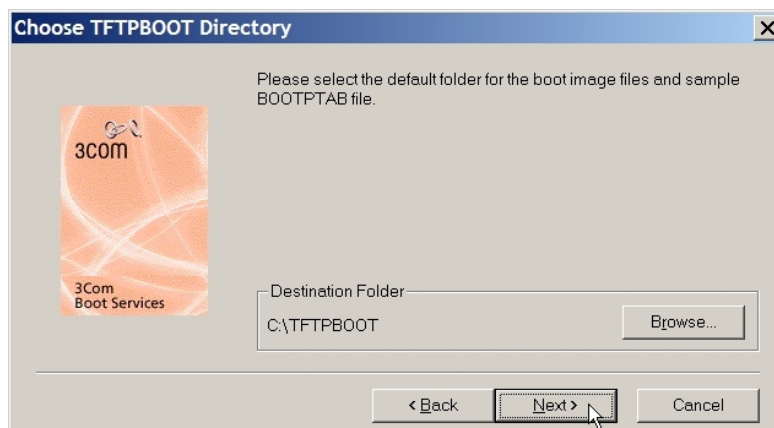 Choose TFTPBOOT Directory
Please select the default folder for the boot image files and sample
BOOTPTAB file.
3COM
3Com
Boot Services
Destination Folder
C:\TFTPBOOT
Browse...
< Back
Next >
Cancel